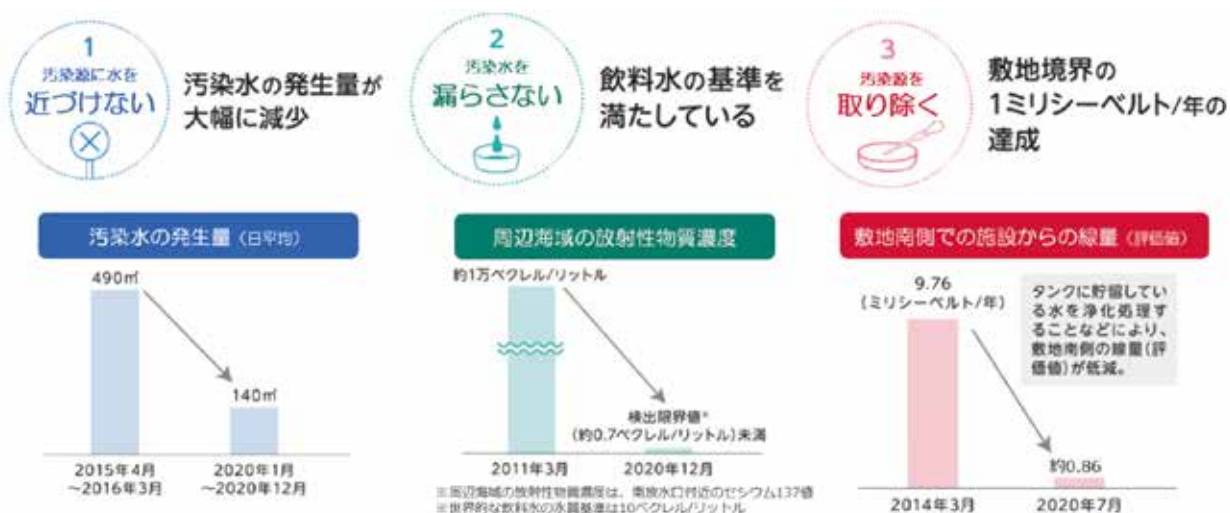 1
汚染源に水を
近づけない
汚染水の発生量が
大幅に減少
汚染水の発生量（日平均）
490㎥
140㎥
2015年4月
～2016年3月
2020年1月
～2020年12月
2
汚染水を
漏らさない
飲料水の基準を
満たしている
周辺海域の放射性物質濃度
約1万ベクレル/リットル
検出限界値※
（約0.7ベクレル/リットル）未満
2011年3月
2020年12月
※周辺海域の放射性物質濃度は、南放水口付近のセシウム137値
※世界的な飲料水の水質基準は10ベクレル/リットル
3
汚染源を
取り除く
敷地境界の
1ミリシーベルト/年の
達成
敷地南側での施設からの線量（評価値）
9.76
（ミリシーベルト/年）
タンクに貯留してい
る水を浄化処理す
ることなどにより、
敷地南側の線量（評
価値）が低減。
約0.86
2014年3月
2020年7月